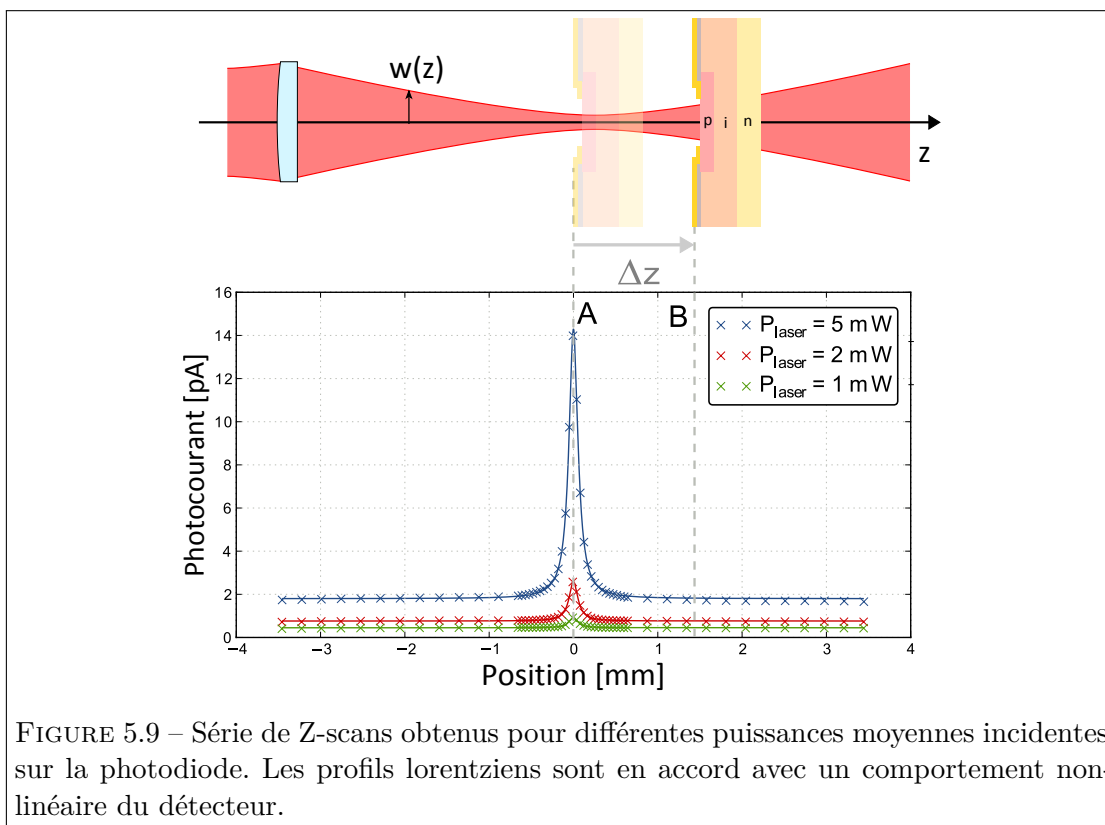 w(z)
p i n
z
Δz
16
14
12
10
8
6
4
2
0
Photocourant [pA]
A
B
P_laser = 5 mW
P_laser = 2 mW
P_laser = 1 mW
−4 −3 −2 −1 0 1 2 3 4
Position [mm]
FIGURE 5.9 – Série de Z-scans obtenus pour différentes puissances moyennes incidentes
sur la photodiode. Les profils lorentziens sont en accord avec un comportement non-
linéaire du détecteur.